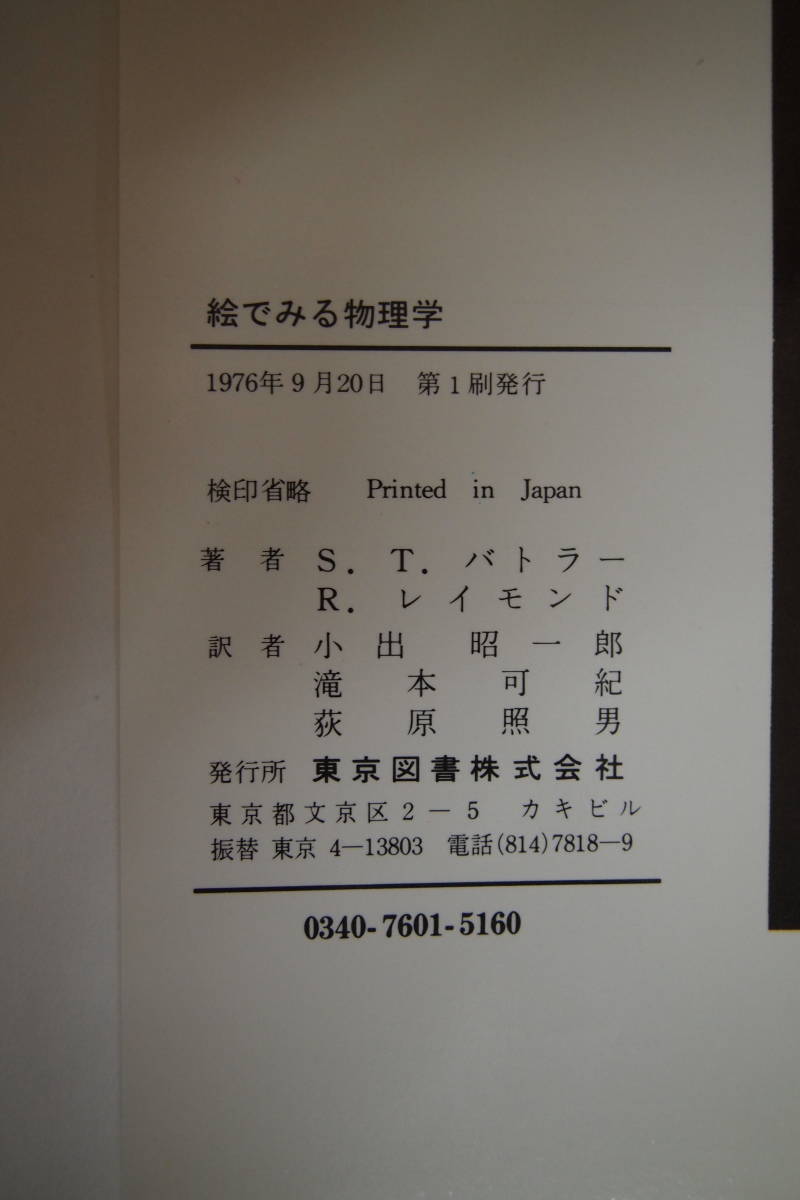 絵でみる物理学
1976年9月20日　第1刷発行
検印省略　Printed in Japan
著者　S．T．バトラー
R．レイモンド
訳者　小出　昭一郎
滝本可紀
荻原照男
発行所　東京図書株式会社
東京都文京区2－5　カキビル
振替 東京 4―13803　電話(814)7818―9
0340-7601-5160